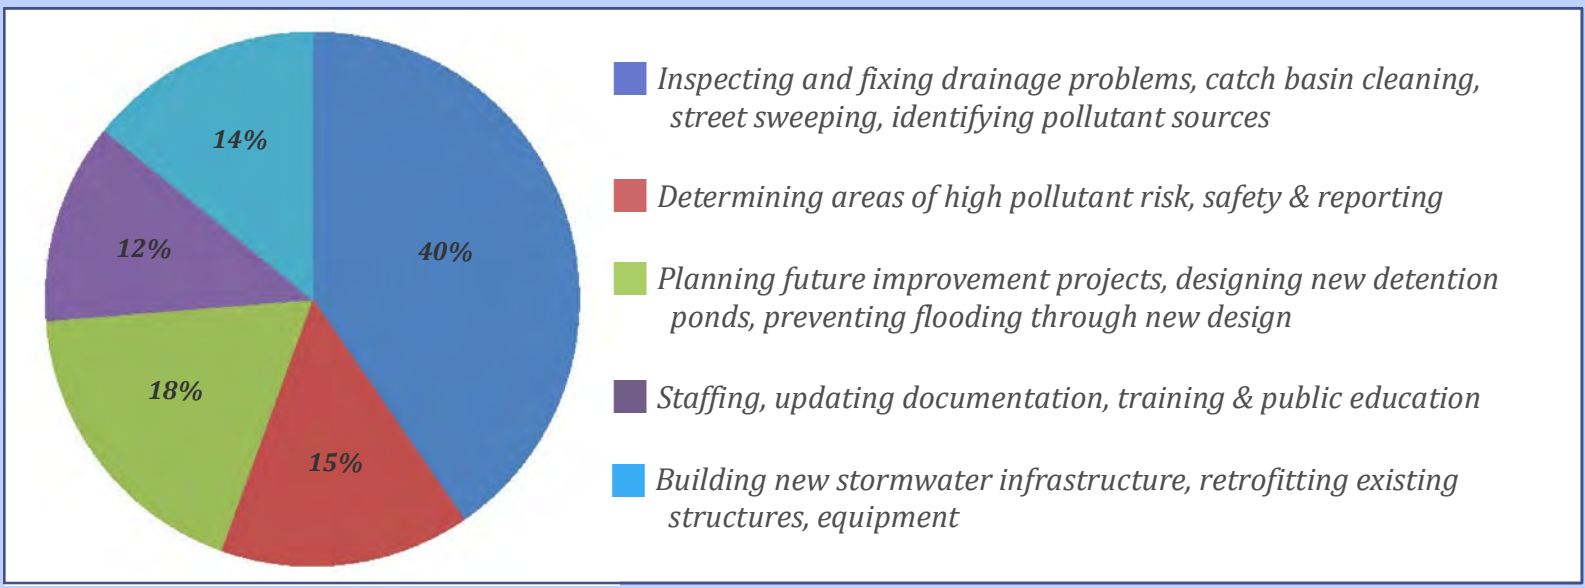 14%
40%
12%
18%
15%
Inspecting and fixing drainage problems, catch basin cleaning,
street sweeping, identifying pollutant sources
Determining areas of high pollutant risk, safety & reporting
Planning future improvement projects, designing new detention
ponds, preventing flooding through new design
Staffing, updating documentation, training & public education
Building new stormwater infrastructure, retrofitting existing
structures, equipment